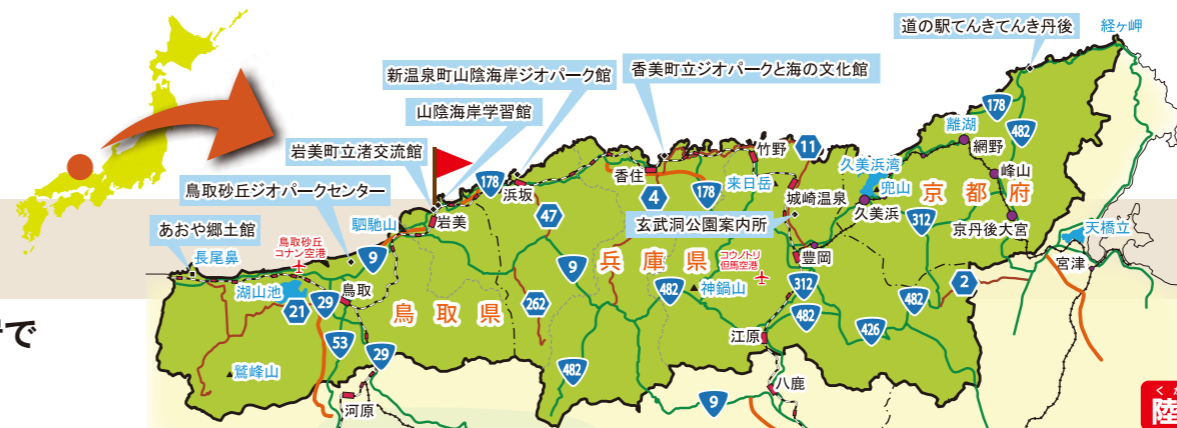 道の駅てんきてんき丹後
経ヶ岬
新温泉町山陰海岸ジオパーク館
香美町立ジオパークと海の文化館
山陰海岸学習館
岩美町立渚交流館
鳥取砂丘ジオパークセンター
あおや郷土館
玄武洞公園案内所
178
482
離湖
網野
峰山
竹野
11
久美浜湾
兜山
京都府
久美浜
312
京丹後大宮
天橋立
宮津
香住
4
178
来日岳
城崎温泉
178
浜坂
47
岩美
駟馳山
鳥取砂丘
コナン空港
9
長尾鼻
湖山池
21
29
鳥取
鳥取県
262
9
兵庫県
コウノトリ
但馬空港
482
神鍋山
豊岡
312
482
426
482
2
江原
53
29
鷲峰山
482
八鹿
9
河原
で
陸